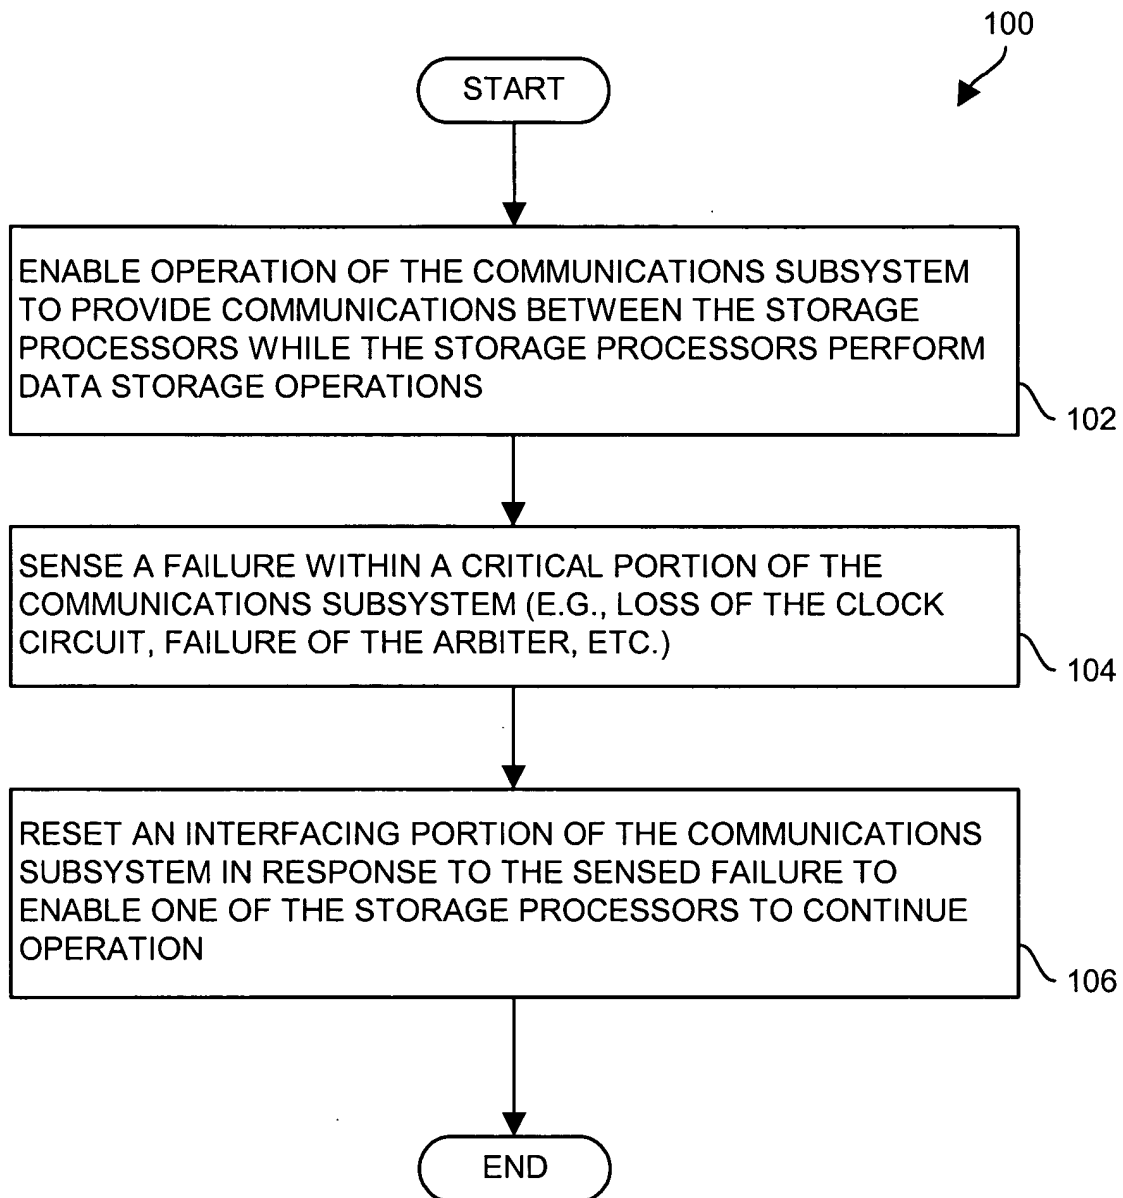 100
START
ENABLE OPERATION OF THE COMMUNICATIONS SUBSYSTEM
TO PROVIDE COMMUNICATIONS BETWEEN THE STORAGE
PROCESSORS WHILE THE STORAGE PROCESSORS PERFORM
DATA STORAGE OPERATIONS
102
SENSE A FAILURE WITHIN A CRITICAL PORTION OF THE
COMMUNICATIONS SUBSYSTEM (E.G., LOSS OF THE CLOCK
CIRCUIT, FAILURE OF THE ARBITER, ETC.)
104
RESET AN INTERFACING PORTION OF THE COMMUNICATIONS
SUBSYSTEM IN RESPONSE TO THE SENSED FAILURE TO
ENABLE ONE OF THE STORAGE PROCESSORS TO CONTINUE
OPERATION
106
END